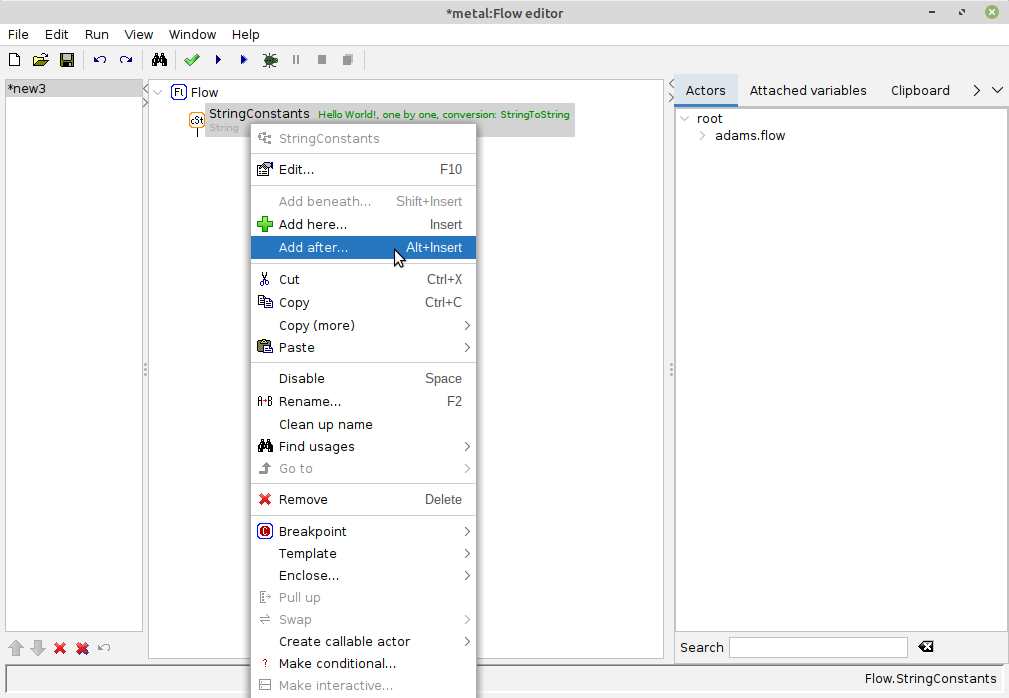 *metal:Flow editor
File Edit Run View Window Help
*new3
Flow
StringConstants Hello World!, one by one, conversion: StringToString
String
cSt
StringConstants
Edit... F10
Add beneath... Shift+Insert
Add here... Insert
Add after... Alt+Insert
Cut Ctrl+X
Copy Ctrl+C
Copy (more)
Paste
Disable Space
Rename... F2
Clean up name
Find usages
Go to
Remove Delete
Breakpoint
Template
Enclose...
Pull up
Swap
Create callable actor
Make conditional...
Make interactive...
Actors Attached variables Clipboard
root
adams.flow
Search
Flow.StringConstants